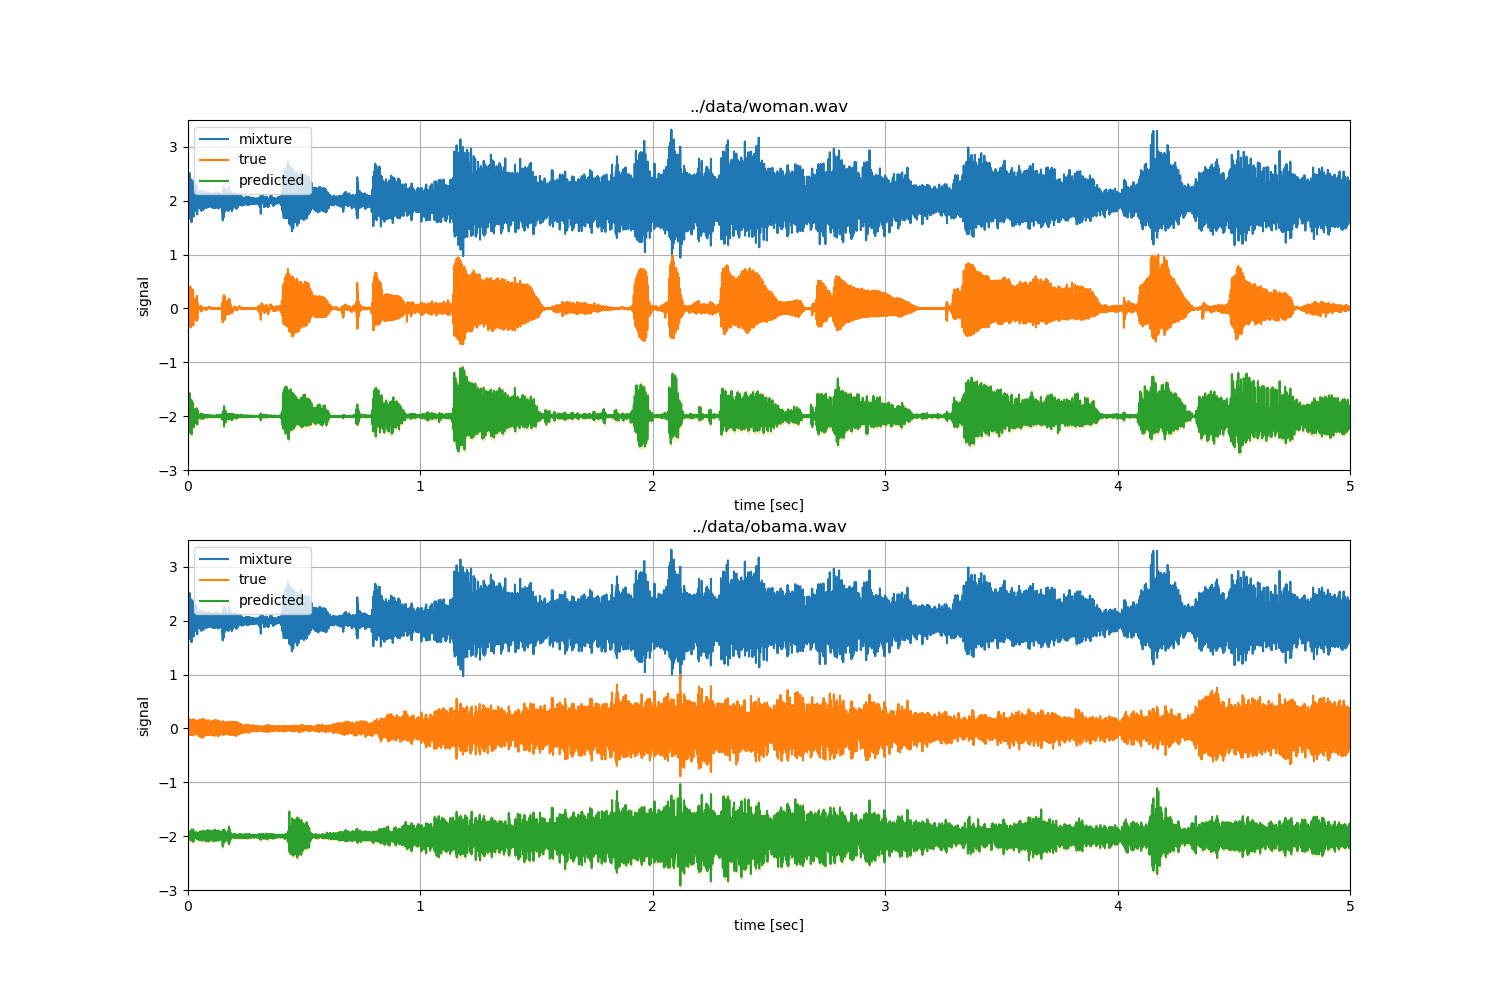 ../data/woman.wav
mixture
true
predicted
3
2
1
0
−1
−2
−3
signal
0 1 2 3 4 5
time [sec]
../data/obama.wav
mixture
true
predicted
3
2
1
0
−1
−2
−3
signal
0 1 2 3 4 5
time [sec]